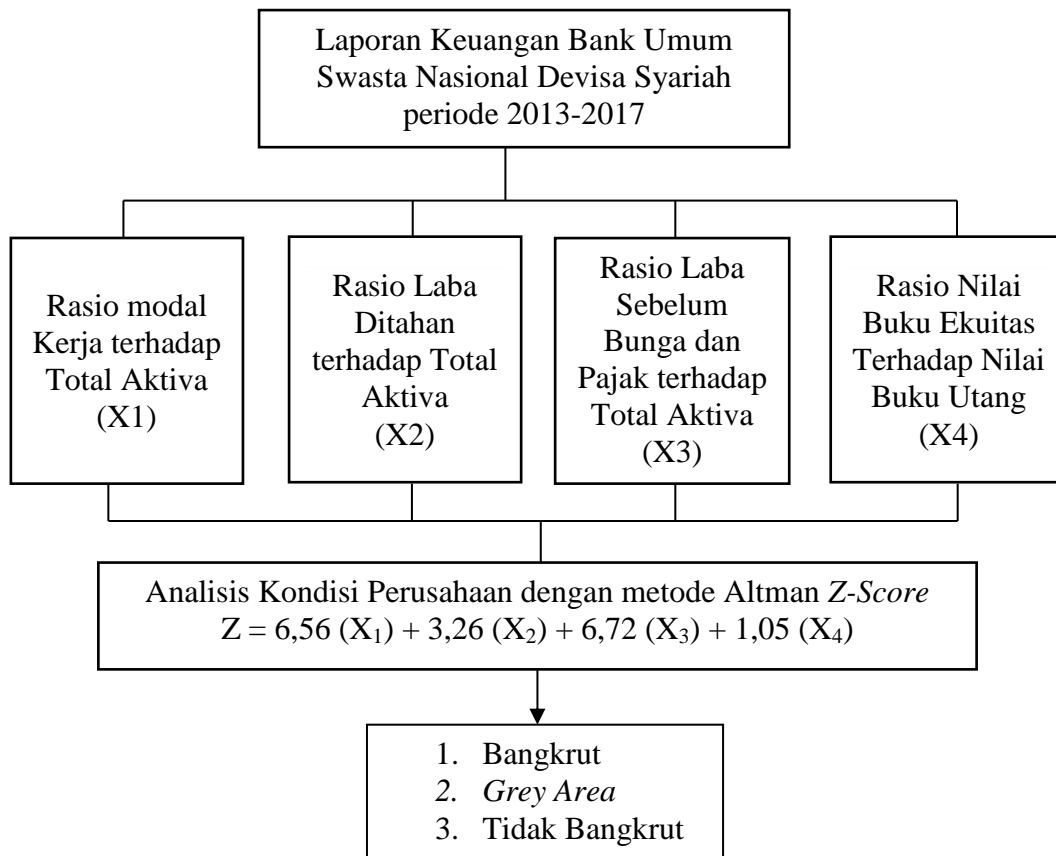 Laporan Keuangan Bank Umum
Swasta Nasional Devisa Syariah
periode 2013-2017
Rasio modal
Kerja terhadap
Total Aktiva
(X1)
Rasio Laba
Ditahan
terhadap Total
Aktiva
(X2)
Rasio Laba
Sebelum
Bunga dan
Pajak terhadap
Total Aktiva
(X3)
Rasio Nilai
Buku Ekuitas
Terhadap Nilai
Buku Utang
(X4)
Analisis Kondisi Perusahaan dengan metode Altman Z-Score
Z = 6,56 (X₁) + 3,26 (X₂) + 6,72 (X₃) + 1,05 (X₄)
1. Bangkrut
2. Grey Area
3. Tidak Bangkrut